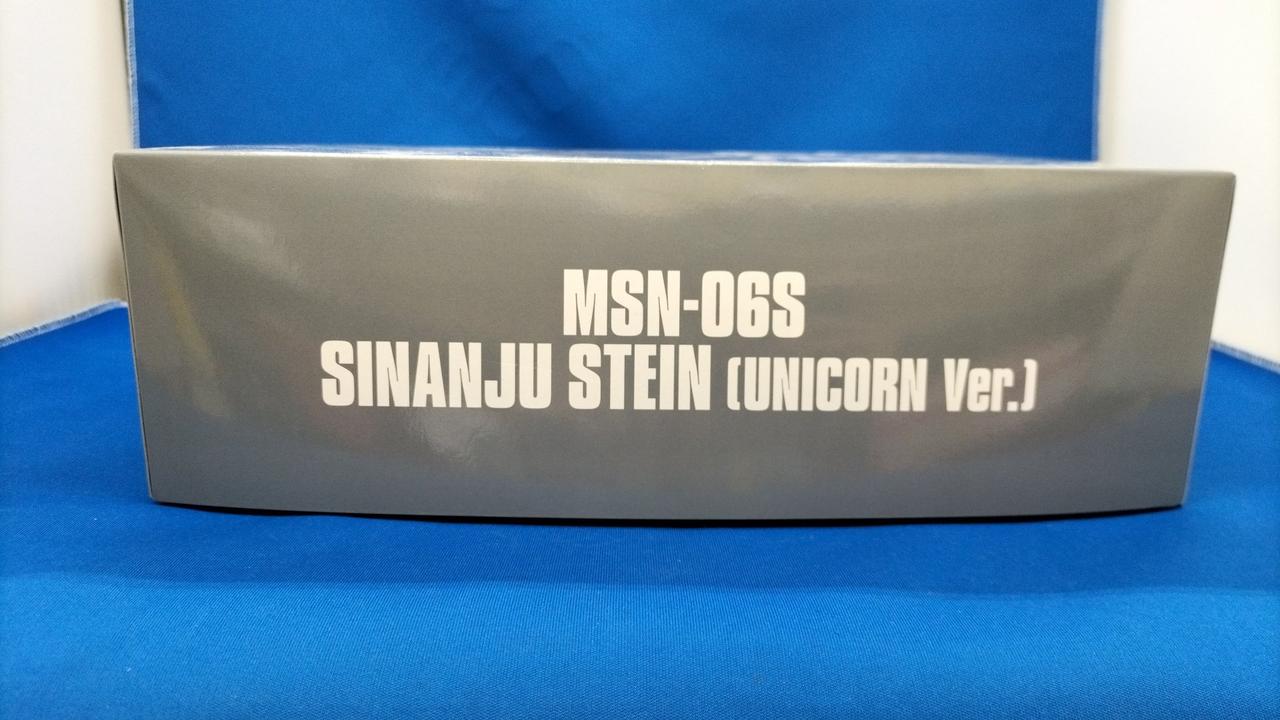 MSN-06S
SINANJU STEIN (UNICORN Ver.)